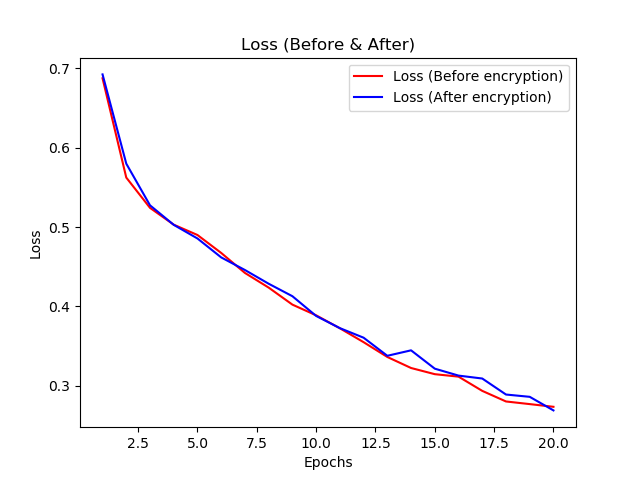 Loss (Before & After)
Loss (Before encryption)
Loss (After encryption)
Loss
0.7
0.6
0.5
0.4
0.3
2.5 5.0 7.5 10.0 12.5 15.0 17.5 20.0
Epochs